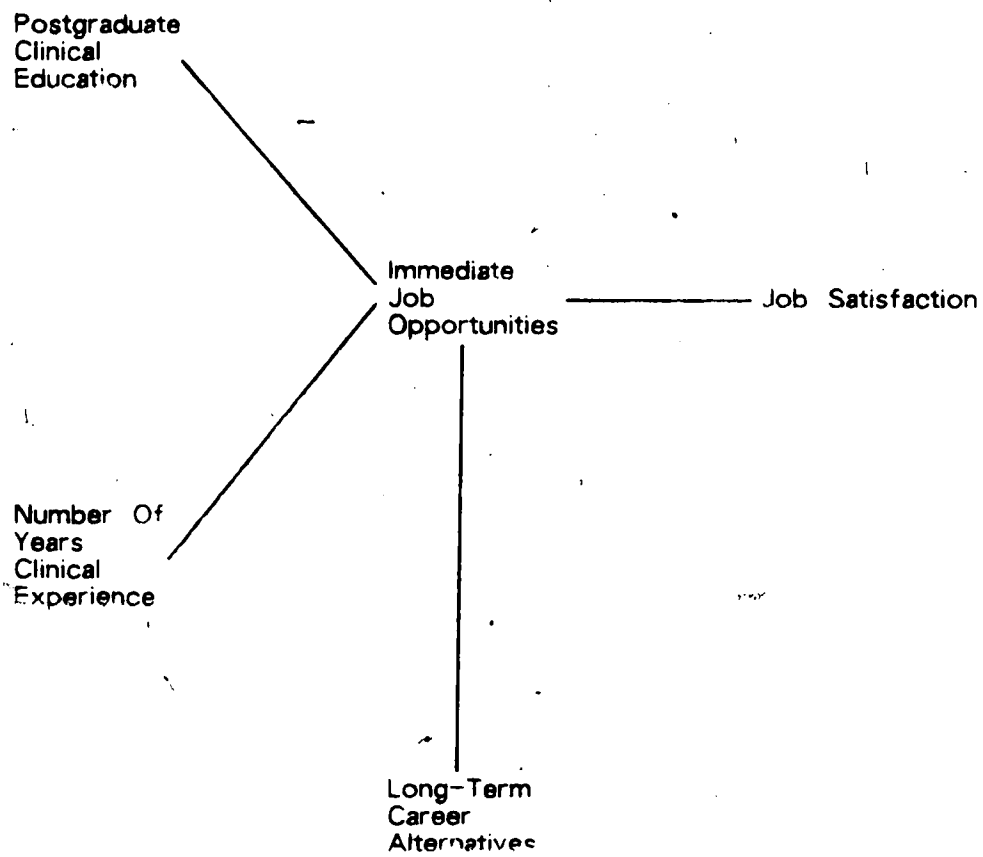 Postgraduate
Clinical
Education
Immediate
Job
Opportunities
Job Satisfaction
Number Of
Years
Clinical
Experience
Long-Term
Career
Alternatives